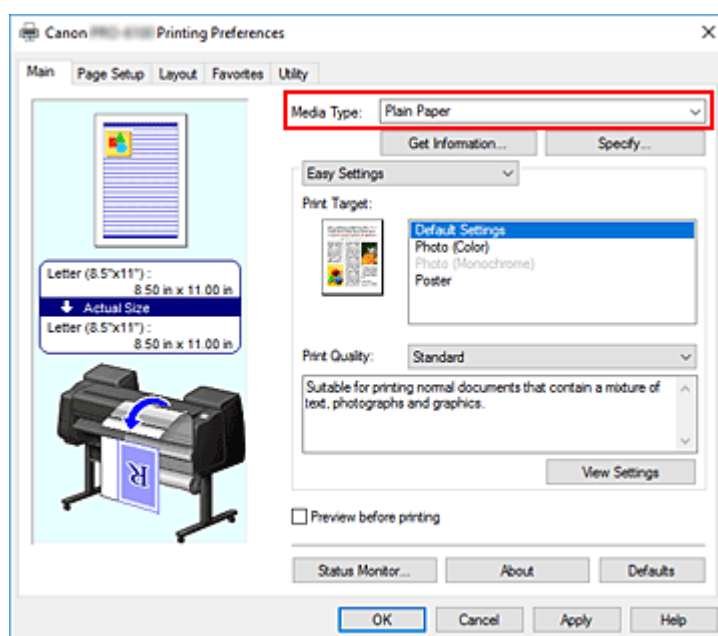 Canon Printing Preferences
Main Page Setup Layout Favorites Utility
Media Type: Plain Paper
Get Information... Specify...
Easy Settings
Print Target:
Default Settings
Photo (Color)
Photo (Monochrome)
Poster
Letter (8.5"x11") :
8.50 in x 11.00 in
Actual Size
Letter (8.5"x11") :
8.50 in x 11.00 in
Print Quality: Standard
Suitable for printing normal documents that contain a mixture of
text, photographs and graphics.
R
View Settings
Preview before printing
Status Monitor... About Defaults
OK Cancel Apply Help